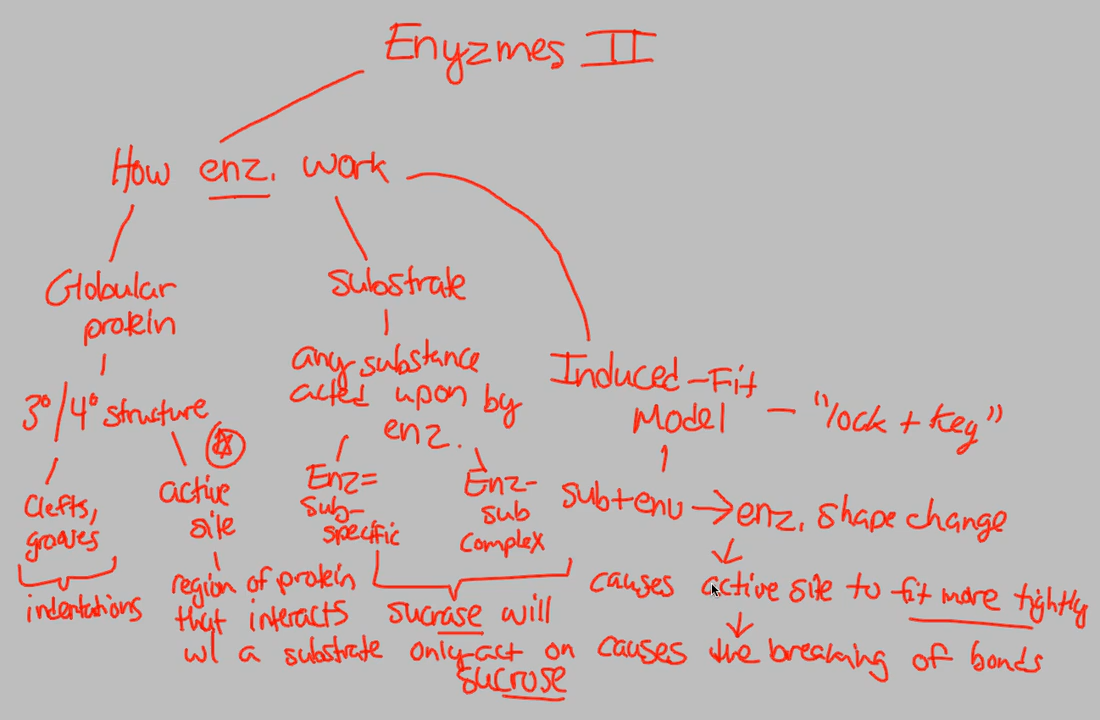 Enyzmes II
How enz. work
Globular
protein
3°/4° structure
Clefts,
grooves
indentations
active
site
region of protein
that interacts
w/ a substrate
Substrate
any substance
acted upon by
enz.
Enz=
sub-
specific
Enz-
sub
complex
sucrase will
only act on
sucrose
Induced-Fit
Model – "lock + key"
sub+env → enz. shape change
causes active site to fit more tightly
causes the breaking of bonds